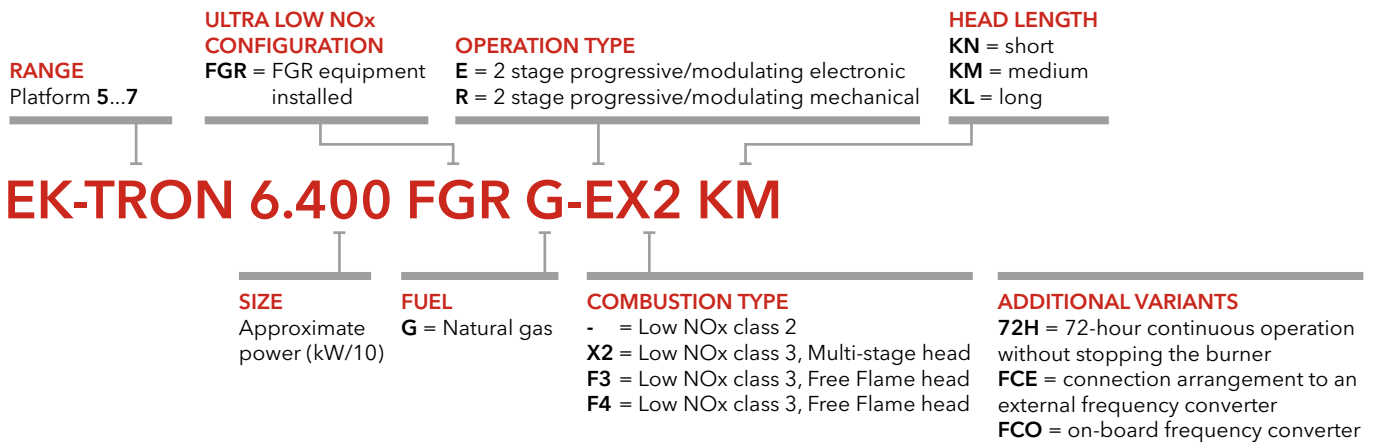 RANGE
Platform 5...7
ULTRA LOW NOx
CONFIGURATION
FGR = FGR equipment
installed
OPERATION TYPE
E = 2 stage progressive/modulating electronic
R = 2 stage progressive/modulating mechanical
HEAD LENGTH
KN = short
KM = medium
KL = long
EK-TRON 6.400 FGR G-EX2 KM
SIZE
Approximate
power (kW/10)
FUEL
G = Natural gas
COMBUSTION TYPE
- = Low NOx class 2
X2 = Low NOx class 3, Multi-stage head
F3 = Low NOx class 3, Free Flame head
F4 = Low NOx class 3, Free Flame head
ADDITIONAL VARIANTS
72H = 72-hour continuous operation
without stopping the burner
FCE = connection arrangement to an
external frequency converter
FCO = on-board frequency converter